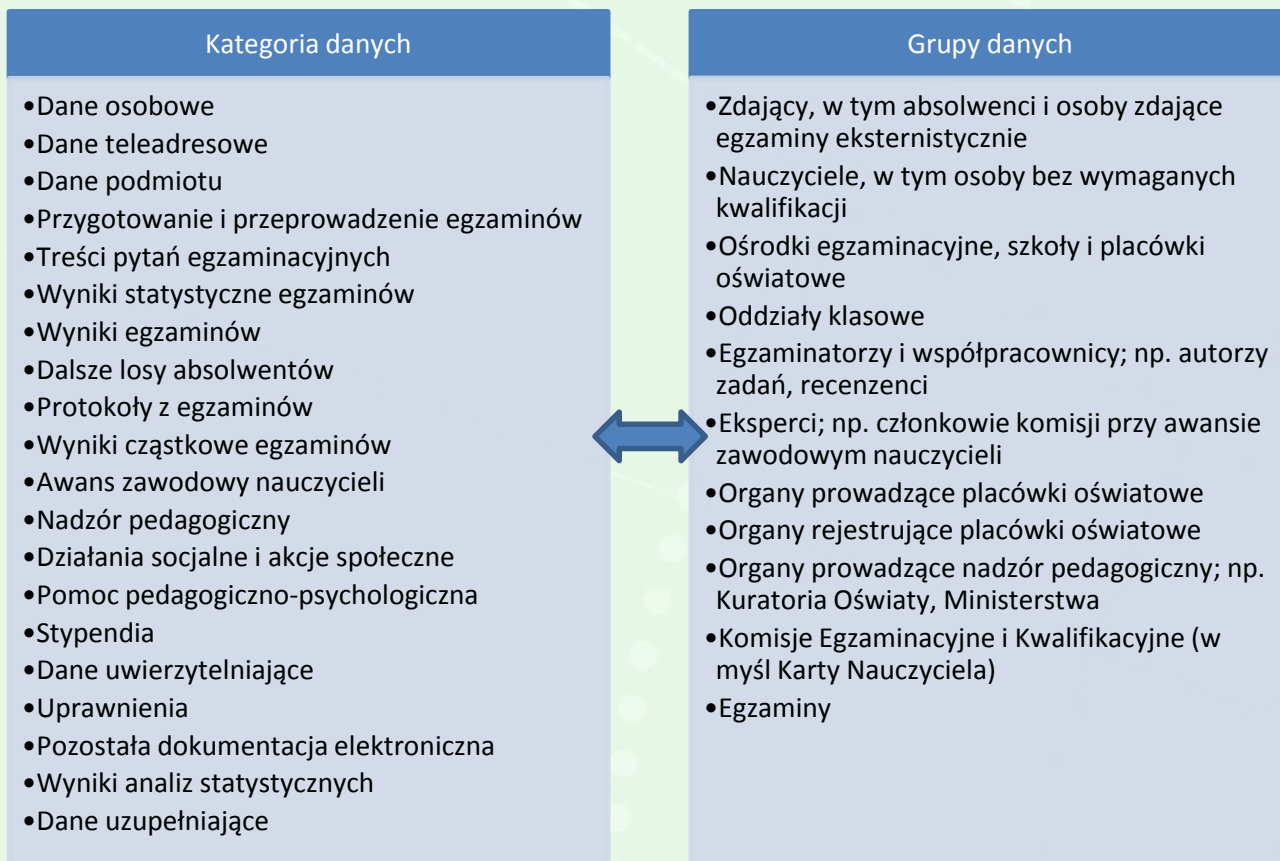 Kategoria danych
•Dane osobowe
•Dane teleadresowe
•Dane podmiotu
•Przygotowanie i przeprowadzenie egzaminów
•Treści pytań egzaminacyjnych
•Wyniki statystyczne egzaminów
•Wyniki egzaminów
•Dalsze losy absolwentów
•Protokoły z egzaminów
•Wyniki cząstkowe egzaminów
•Awans zawodowy nauczycieli
•Nadzór pedagogiczny
•Działania socjalne i akcje społeczne
•Pomoc pedagogiczno-psychologiczna
•Stypendia
•Dane uwierzytelniające
•Uprawnienia
•Pozostała dokumentacja elektroniczna
•Wyniki analiz statystycznych
•Dane uzupełniające
Grupy danych
•Zdający, w tym absolwenci i osoby zdające
egzaminy eksternistycznie
•Nauczyciele, w tym osoby bez wymaganych
kwalifikacji
•Ośrodki egzaminacyjne, szkoły i placówki
oświatowe
•Oddziały klasowe
•Egzaminatorzy i współpracownicy; np. autorzy
zadań, recenzenci
•Eksperci; np. członkowie komisji przy awansie
zawodowym nauczycieli
•Organy prowadzące placówki oświatowe
•Organy rejestrujące placówki oświatowe
•Organy prowadzące nadzór pedagogiczny; np.
Kuratoria Oświaty, Ministerstwa
•Komisje Egzaminacyjne i Kwalifikacyjne (w
myśl Karty Nauczyciela)
•Egzaminy